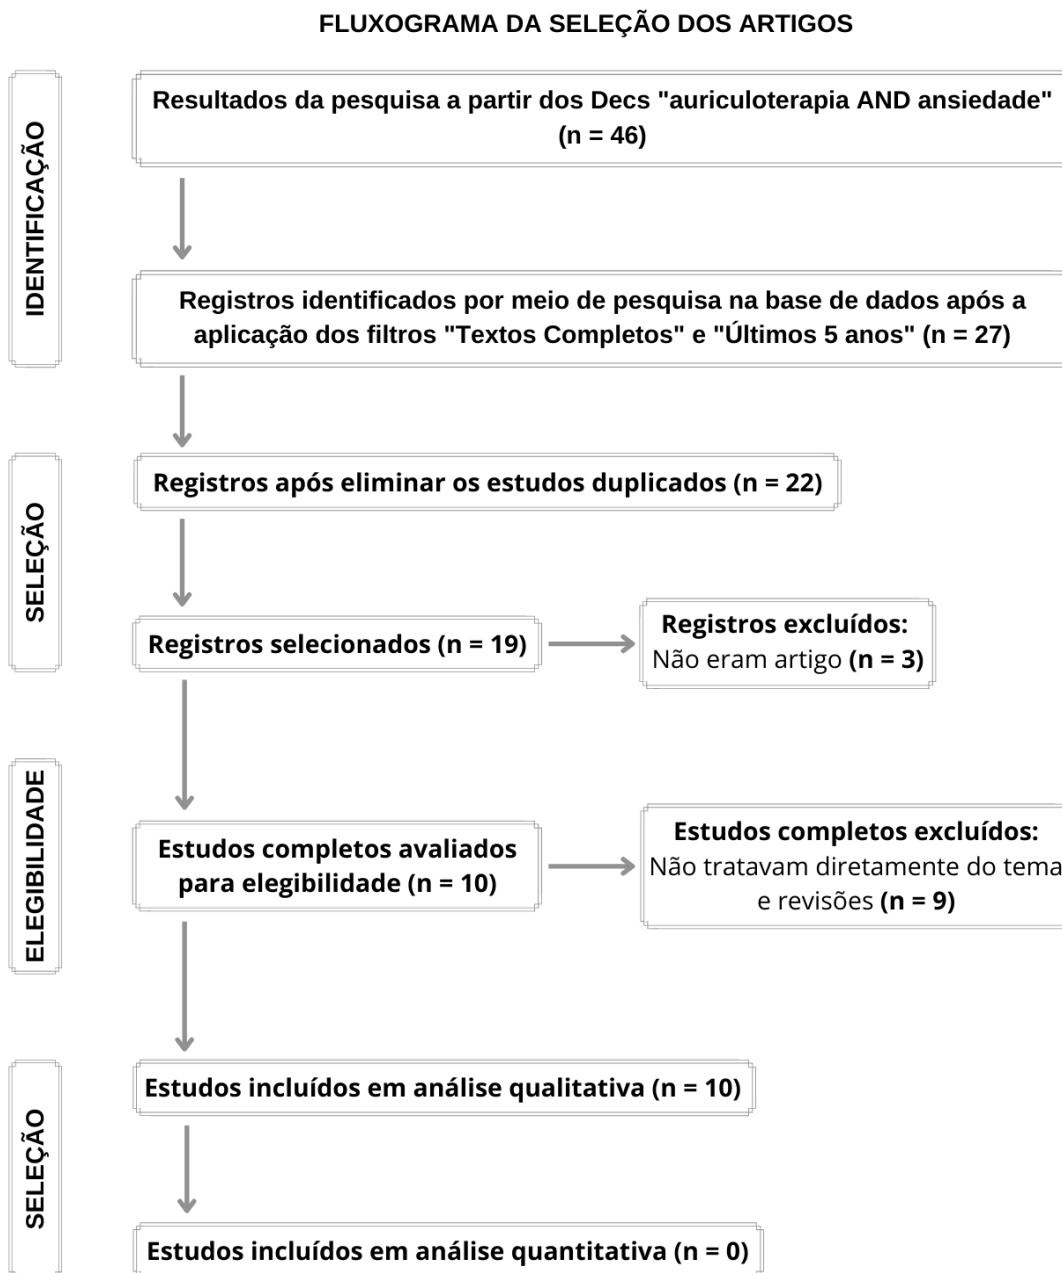 FLUXOGRAMA DA SELEÇÃO DOS ARTIGOS
IDENTIFICAÇÃO
Resultados da pesquisa a partir dos Decs "auriculoterapia AND ansiedade"
(n = 46)
Registros identificados por meio de pesquisa na base de dados após a
aplicação dos filtros "Textos Completos" e "Últimos 5 anos" (n = 27)
SELEÇÃO
Registros após eliminar os estudos duplicados (n = 22)
Registros selecionados (n = 19)
Registros excluídos:
Não eram artigo (n = 3)
ELEGIBILIDADE
Estudos completos avaliados
para elegibilidade (n = 10)
Estudos completos excluídos:
Não tratavam diretamente do tema
e revisões (n = 9)
SELEÇÃO
Estudos incluídos em análise qualitativa (n = 10)
Estudos incluídos em análise quantitativa (n = 0)